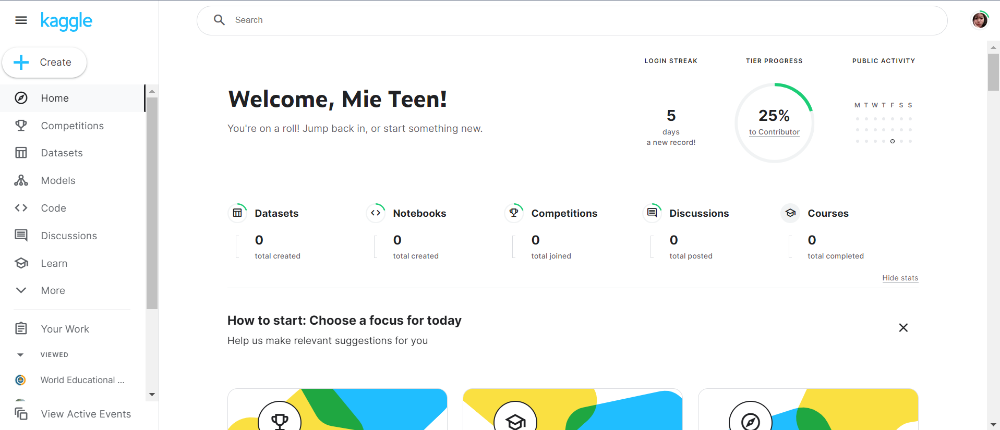 kaggle
Search
Create
Home
Competitions
Datasets
Models
Code
Discussions
Learn
More
Your Work
VIEWED
World Educational ...
View Active Events
Welcome, Mie Teen!
You're on a roll! Jump back in, or start something new.
LOGIN STREAK
5
days
a new record!
TIER PROGRESS
25%
to Contributor
PUBLIC ACTIVITY
M T W T F S S
Datasets
0
total created
Notebooks
0
total created
Competitions
0
total joined
Discussions
0
total posted
Courses
0
total completed
Hide stats
How to start: Choose a focus for today
Help us make relevant suggestions for you